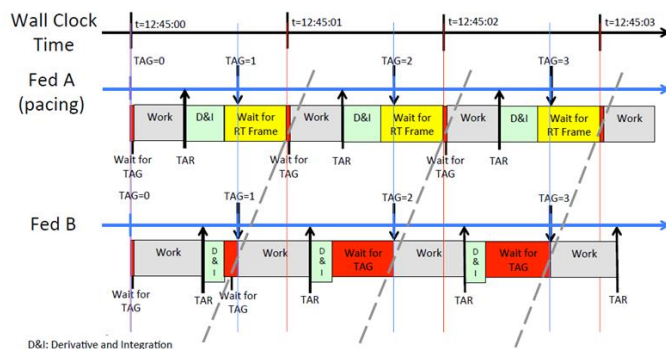 Wall Clock
Time
t=12:45:00
t=12:45:01
t=12:45:02
t=12:45:03
TAG=0
TAG=1
TAG=2
TAG=3
Fed A
(pacing)
Work
D&I
Wait for
RT Frame
Work
D&I
Wait for
RT Frame
Work
D&I
Wait for
RT Frame
Work
Wait for
TAG
TAR
Wait for
TAG
TAR
Wait for
TAG
TAR
TAG=0
TAG=1
TAG=2
TAG=3
Fed B
Work
D
&
I
Work
D
&
I
Wait for
TAG
Work
D
&
I
Wait for
TAG
Work
Wait for
TAG
TAR
Wait for
TAG
TAR
TAR
TAR
D&I: Derivative and Integration